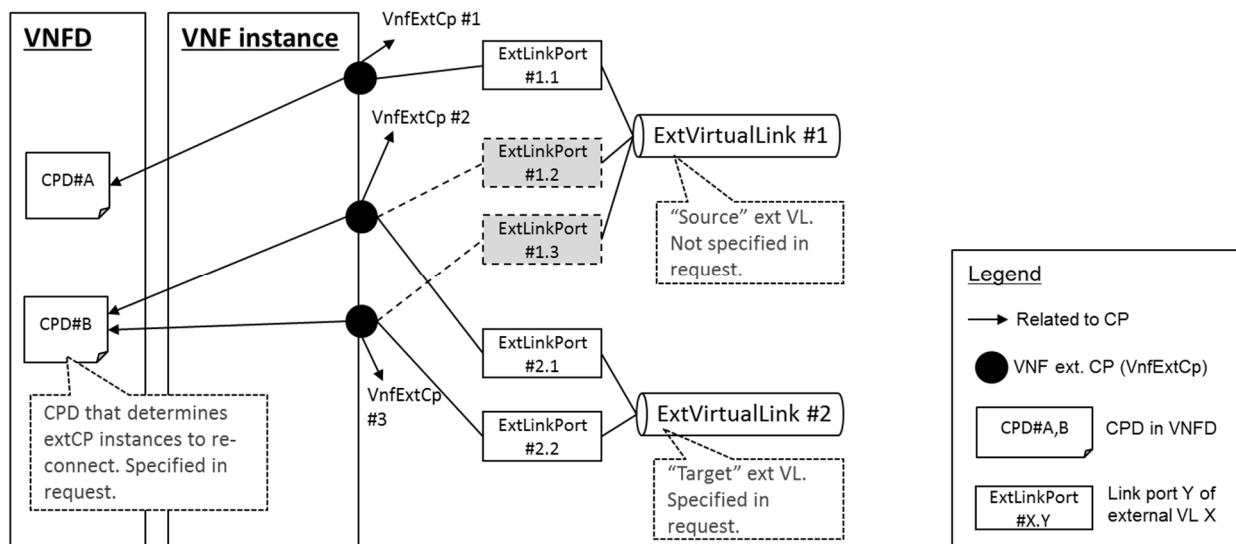 VNFD
VNF instance
VnfExtCp #1
ExtLinkPort
#1.1
VnfExtCp #2
ExtVirtualLink #1
ExtLinkPort
#1.2
CPD#A
"Source" ext VL.
Not specified in
request.
ExtLinkPort
#1.3
CPD#B
ExtLinkPort
#2.1
VnfExtCp
#3
CPD that determines
extCP instances to re-
connect. Specified in
request.
ExtLinkPort
#2.2
ExtVirtualLink #2
"Target" ext VL.
Specified in
request.
Legend
Related to CP
VNF ext. CP (VnfExtCp)
CPD#A,B
CPD in VNFD
ExtLinkPort
#X.Y
Link port Y of
external VL X